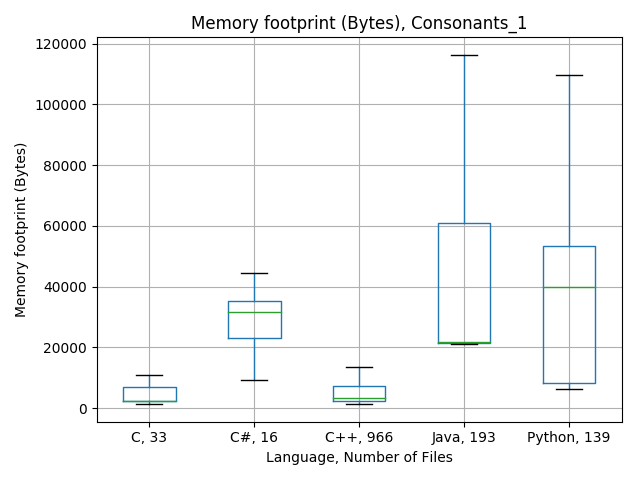 Memory footprint (Bytes), Consonants_1
120000
100000
80000
60000
40000
20000
0
Memory footprint (Bytes)
C, 33
C#, 16
C++, 966
Java, 193
Python, 139
Language, Number of Files